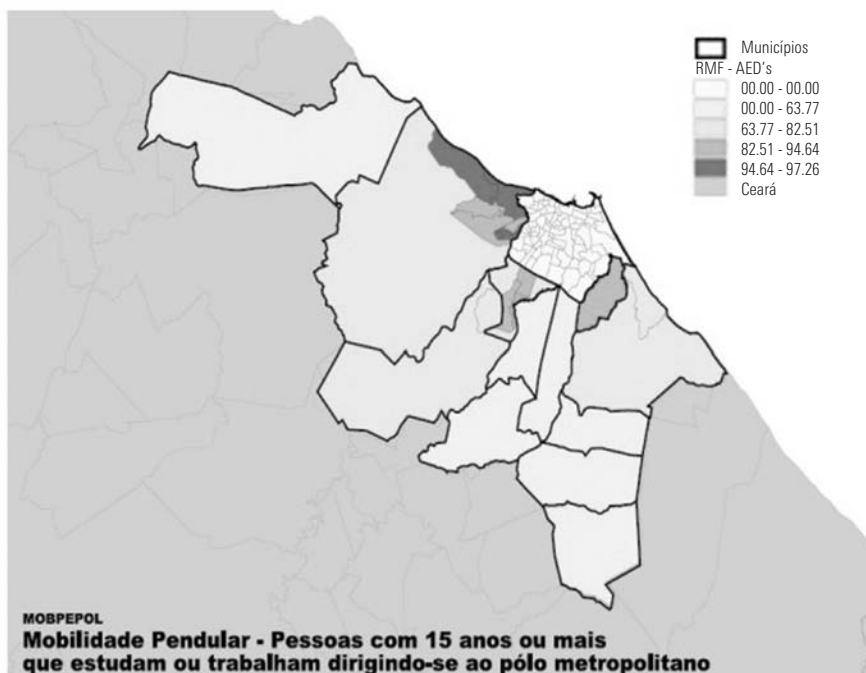 Municípios
RMF - AED's
00.00 - 00.00
00.00 - 63.77
63.77 - 82.51
82.51 - 94.64
94.64 - 97.26
Ceará
MOBPEPOL
Mobilidade Pendular - Pessoas com 15 anos ou mais
que estudam ou trabalham dirigindo-se ao pólo metropolitano